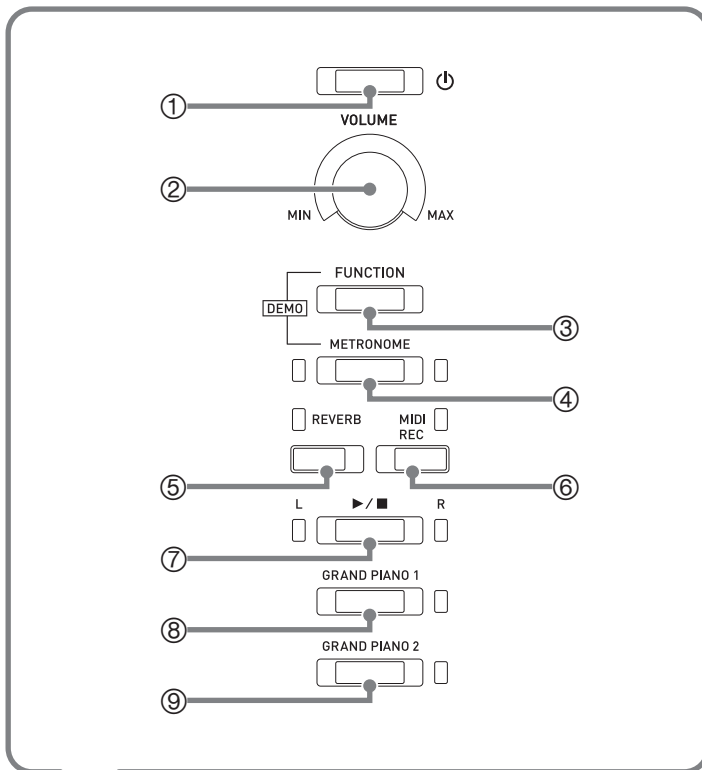 ①
VOLUME
②
MIN MAX
FUNCTION
DEMO
③
METRONOME
④
REVERB MIDI REC
⑤ ⑥
L ▶/■ R
⑦
GRAND PIANO 1
⑧
GRAND PIANO 2
⑨